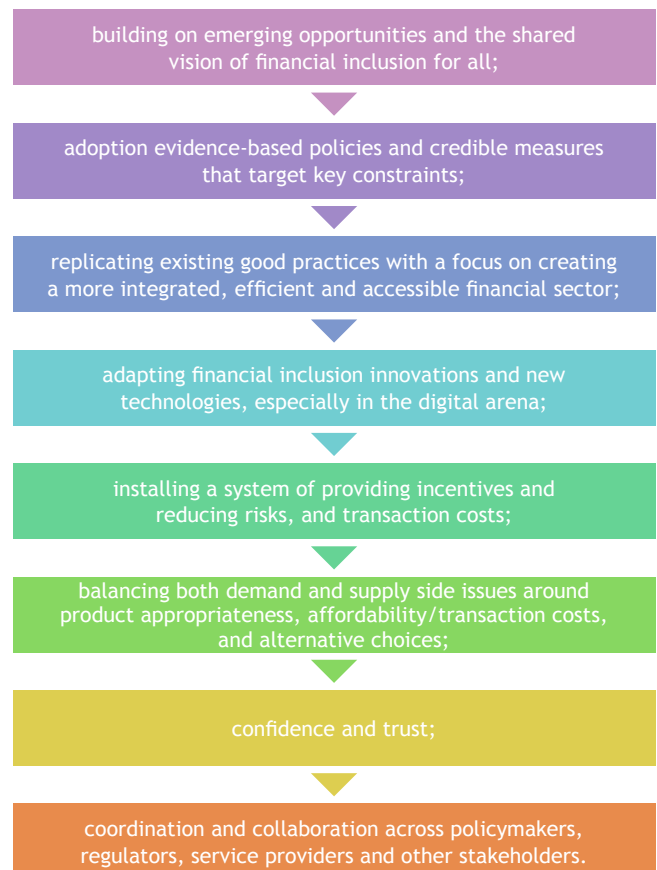 building on emerging opportunities and the shared
vision of financial inclusion for all;
adoption evidence-based policies and credible measures
that target key constraints;
replicating existing good practices with a focus on creating
a more integrated, efficient and accessible financial sector;
adapting financial inclusion innovations and new
technologies, especially in the digital arena;
installing a system of providing incentives and
reducing risks, and transaction costs;
balancing both demand and supply side issues around
product appropriateness, affordability/transaction costs,
and alternative choices;
confidence and trust;
coordination and collaboration across policymakers,
regulators, service providers and other stakeholders.